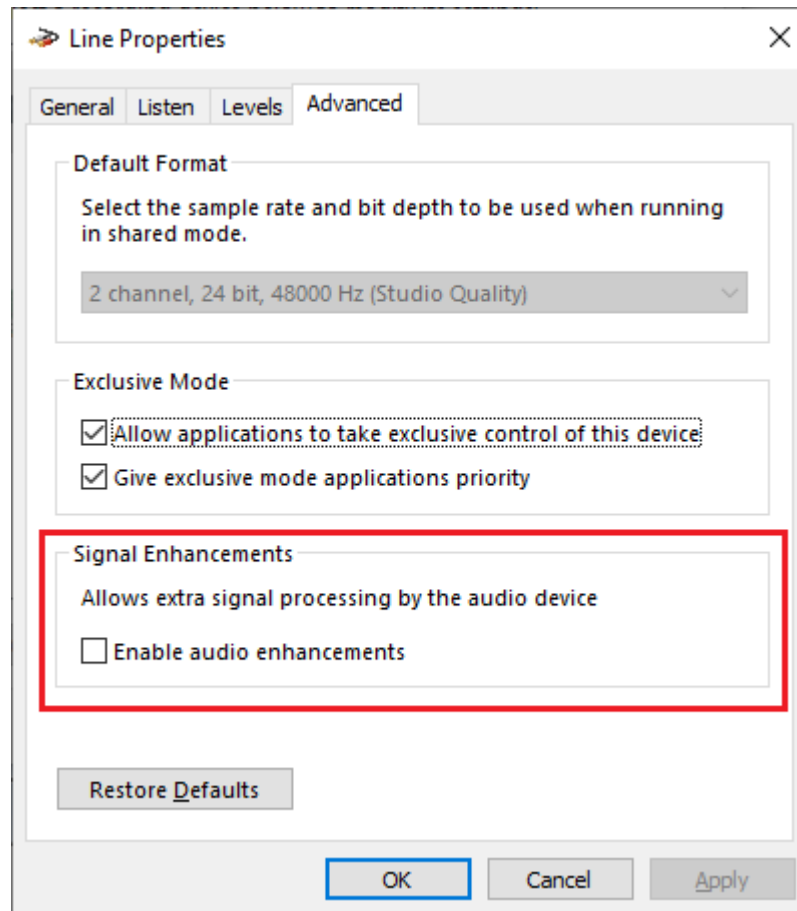 Line Properties
General Listen Levels Advanced
Default Format
Select the sample rate and bit depth to be used when running
in shared mode.
2 channel, 24 bit, 48000 Hz (Studio Quality)
Exclusive Mode
Allow applications to take exclusive control of this device
Give exclusive mode applications priority
Signal Enhancements
Allows extra signal processing by the audio device
Enable audio enhancements
Restore Defaults
OK Cancel Apply